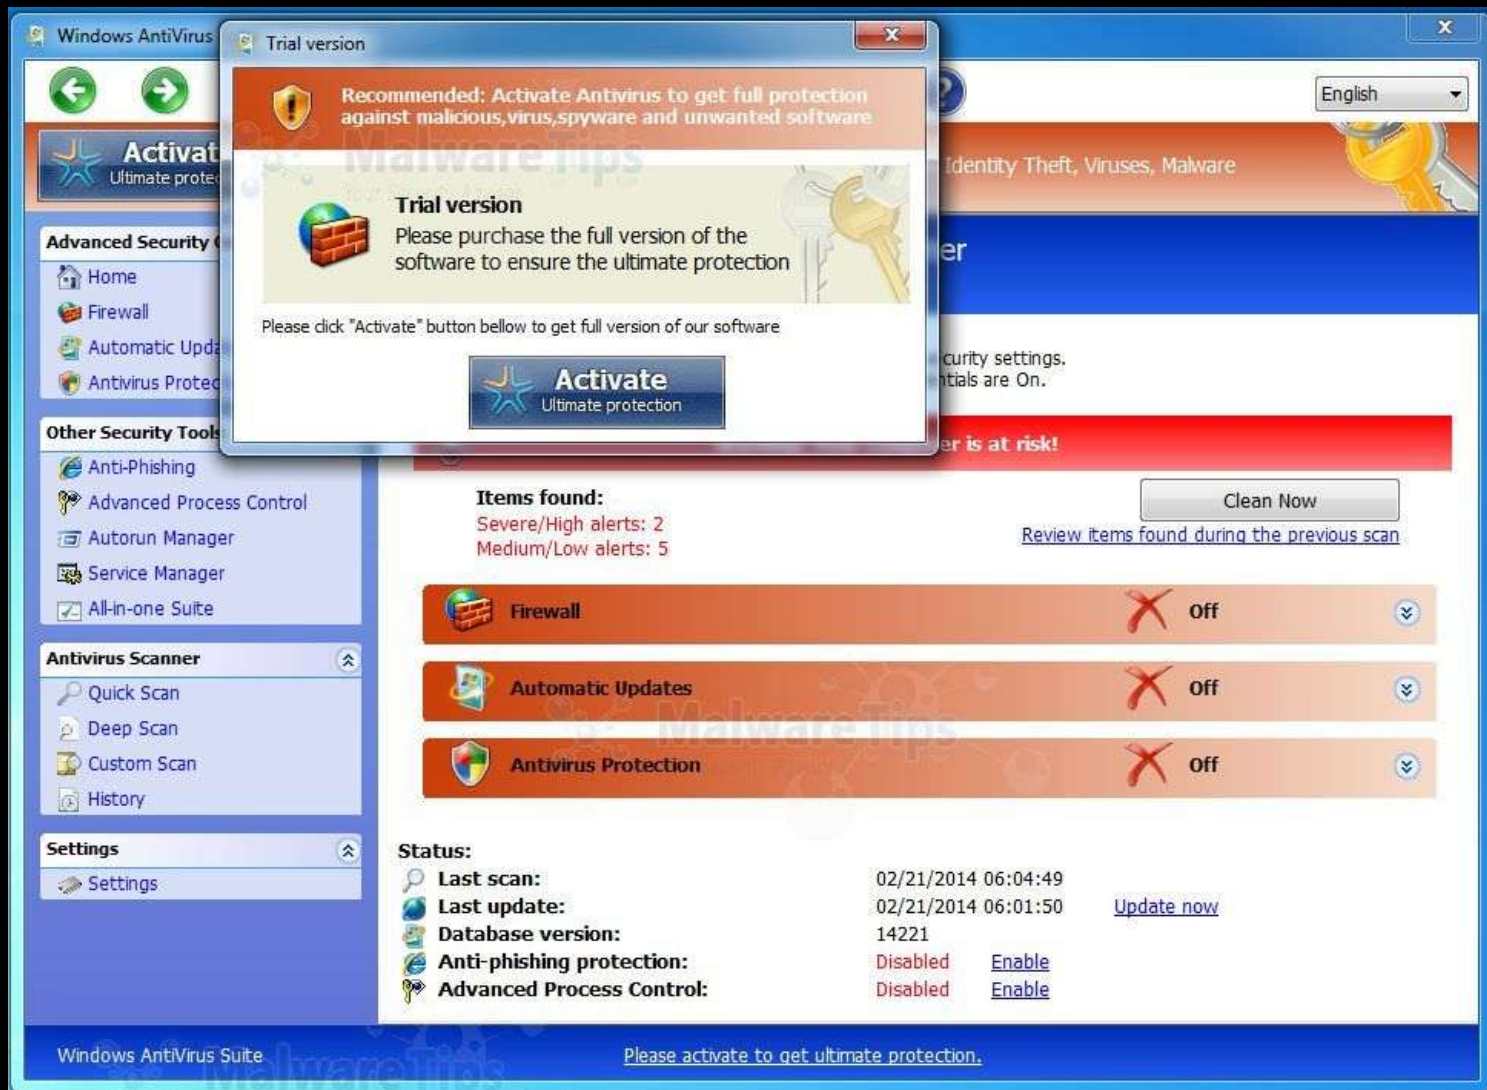 Windows AntiVirus
Trial version
Recommended: Activate Antivirus to get full protection
against malicious,virus,spyware and unwanted software
MalwareTips
Trial version
Please purchase the full version of the
software to ensure the ultimate protection
Please click "Activate" button bellow to get full version of our software
Activate
Ultimate protection
English
Activat
Ultimate protec
Identity Theft, Viruses, Malware
er
curity settings.
ntials are On.
er is at risk!
Advanced Security
Home
Firewall
Automatic Upda
Antivirus Protec
Other Security Tools
Anti-Phishing
Advanced Process Control
Autorun Manager
Service Manager
All-in-one Suite
Antivirus Scanner
Quick Scan
Deep Scan
Custom Scan
History
Settings
Settings
Items found:
Severe/High alerts: 2
Medium/Low alerts: 5
Clean Now
Review items found during the previous scan
Firewall Off
Automatic Updates Off
MalwareTips
Antivirus Protection Off
Status:
Last scan: 02/21/2014 06:04:49
Last update: 02/21/2014 06:01:50 Update now
Database version: 14221
Anti-phishing protection: Disabled Enable
Advanced Process Control: Disabled Enable
Windows AntiVirus Suite
Please activate to get ultimate protection.
MalwareTips